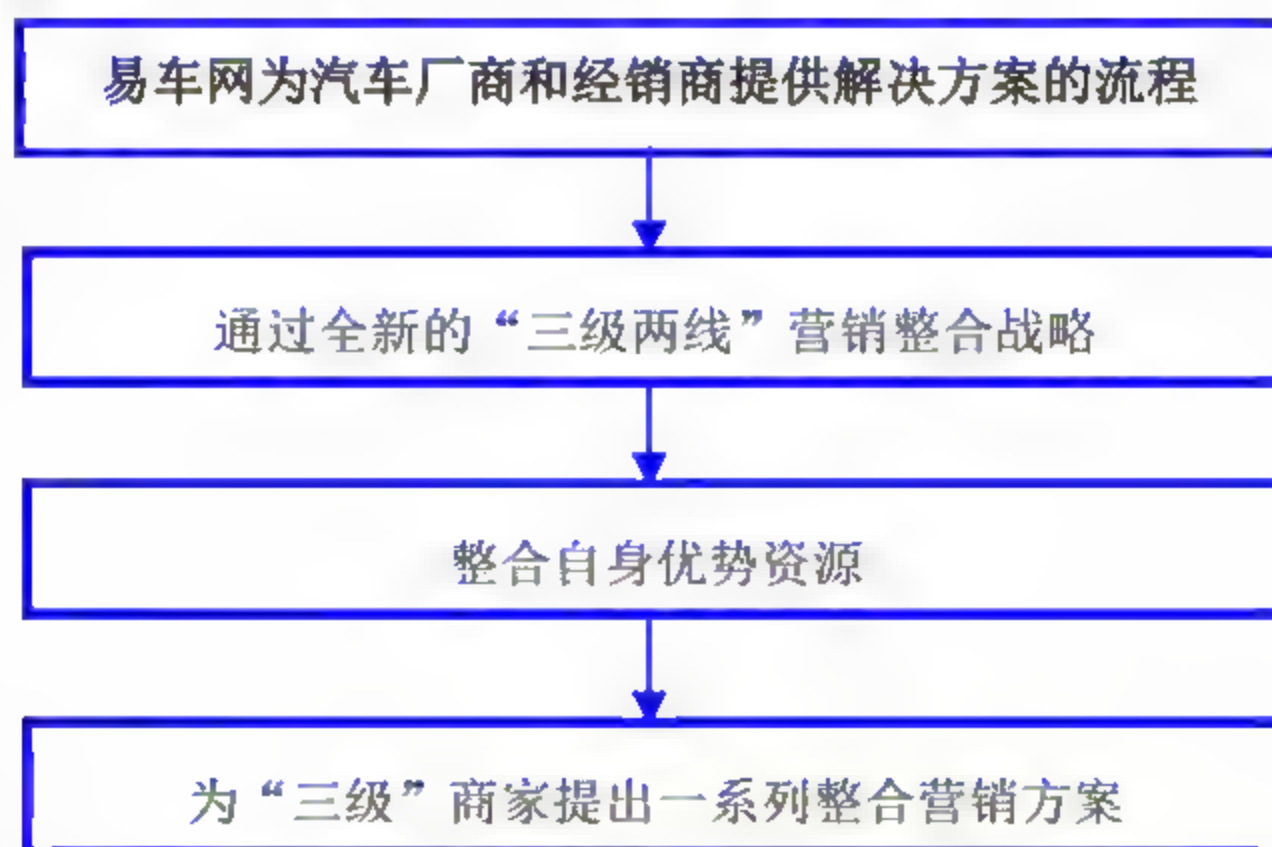 易车网为汽车厂商和经销商提供解决方案的流程
通过全新的“三级两线”营销整合战略
整合自身优势资源
为“三级”商家提出一系列整合营销方案